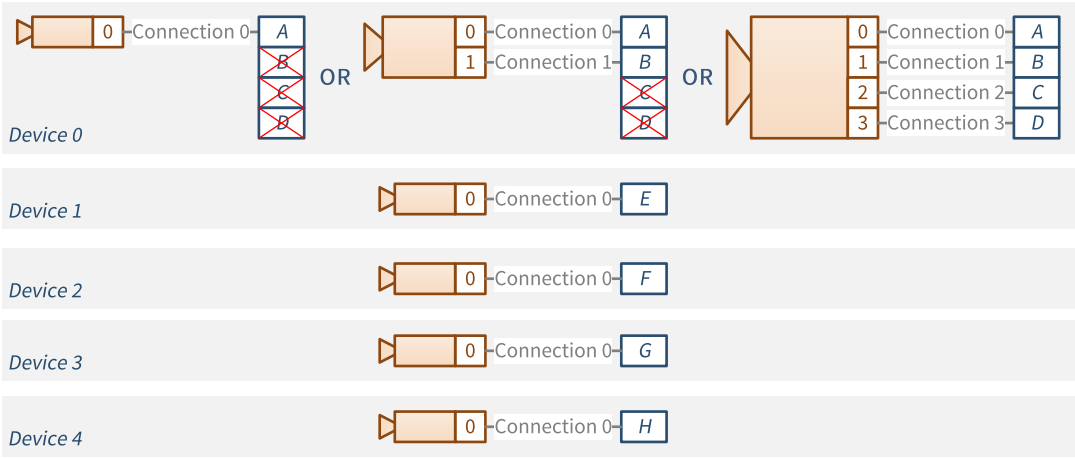 0 Connection 0 A
B
C
D
OR
0 Connection 0 A
1 Connection 1 B
C
D
OR
0 Connection 0 A
1 Connection 1 B
2 Connection 2 C
3 Connection 3 D
Device 0
0 Connection 0 E
Device 1
0 Connection 0 F
Device 2
0 Connection 0 G
Device 3
0 Connection 0 H
Device 4